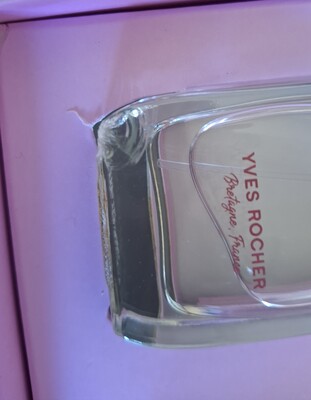 YVES ROCHER
Bretagne, France